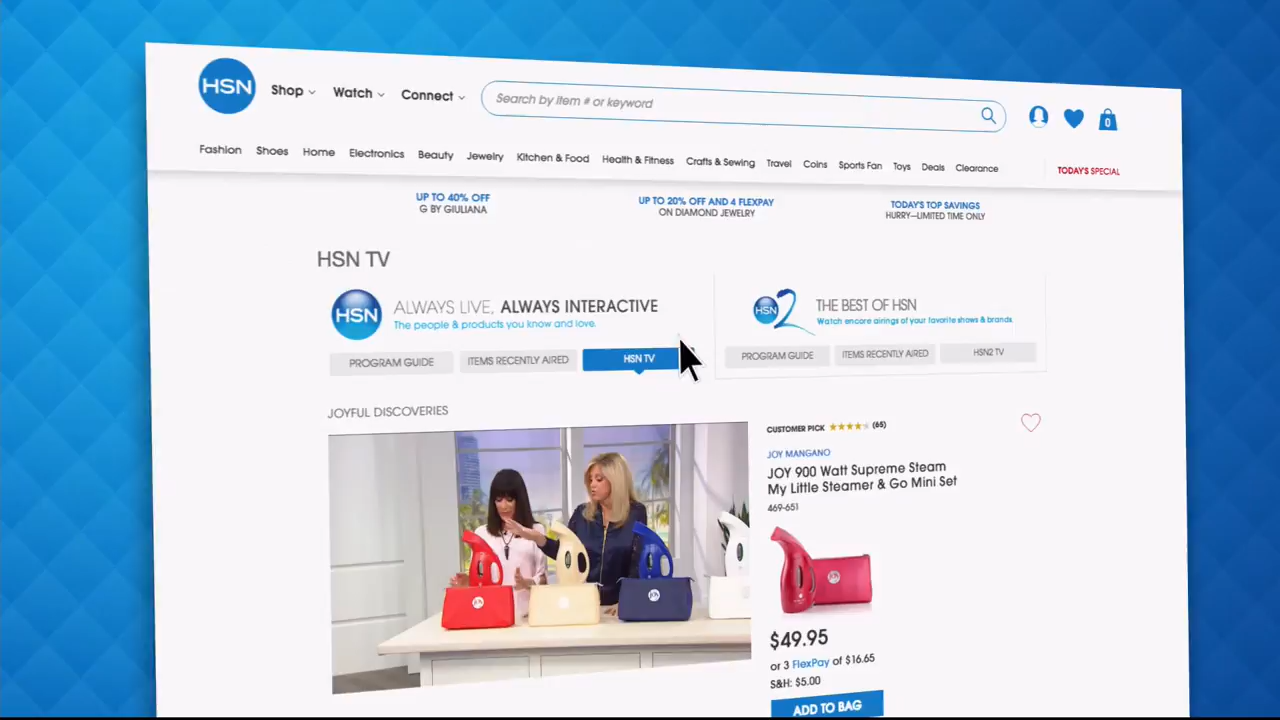 HSN
Shop
Watch
Connect
Search by item # or keyword
0
Fashion
Shoes
Home
Electronics
Beauty
Jewelry
Kitchen & Food
Health & Fitness
Crafts & Sewing
Travel
Coins
Sports Fan
Toys
Deals
Clearance
TODAY'S SPECIAL
UP TO 40% OFF
G BY GIULIANA
UP TO 20% OFF AND 4 FLEXPAY
ON DIAMOND JEWELRY
TODAY'S TOP SAVINGS
HURRY—LIMITED TIME ONLY
HSN TV
HSN
ALWAYS LIVE, ALWAYS INTERACTIVE
The people & products you know and love.
PROGRAM GUIDE
ITEMS RECENTLY AIRED
HSN TV
HSN2
THE BEST OF HSN
Watch encore airings of your favorite shows & brands.
PROGRAM GUIDE
ITEMS RECENTLY AIRED
HSN2 TV
JOYFUL DISCOVERIES
JOY
CUSTOMER PICK
(65)
JOY MANGANO
JOY 900 Watt Supreme Steam
My Little Steamer & Go Mini Set
469-651
$49.95
or 3 FlexPay of $16.65
S&H: $5.00
ADD TO BAG